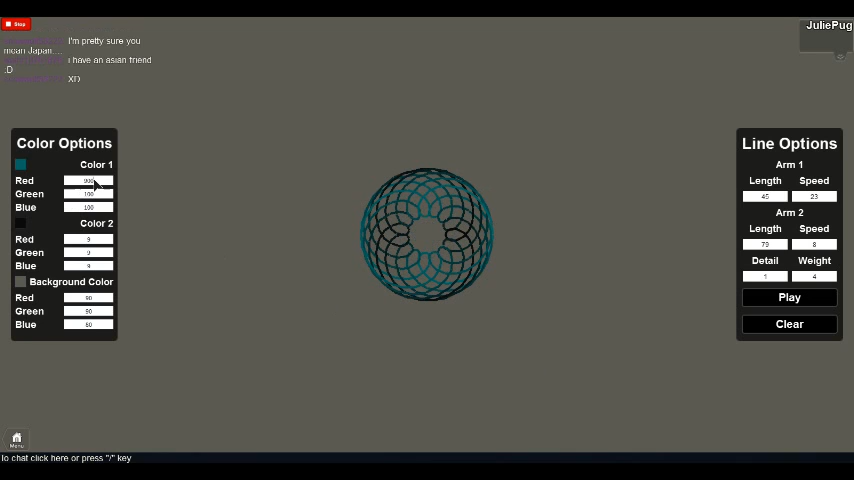 Stop
JuliePug
I'm pretty sure you
mean Japan....
i have an asian friend
:D
XD
Color Options
Color 1
Red 900
Green 100
Blue 100
Color 2
Red 9
Green 9
Blue 9
Background Color
Red 90
Green 90
Blue 80
Line Options
Arm 1
Length Speed
45 23
Arm 2
Length Speed
79 8
Detail Weight
1 4
Play
Clear
Menu
To chat click here or press "/" key